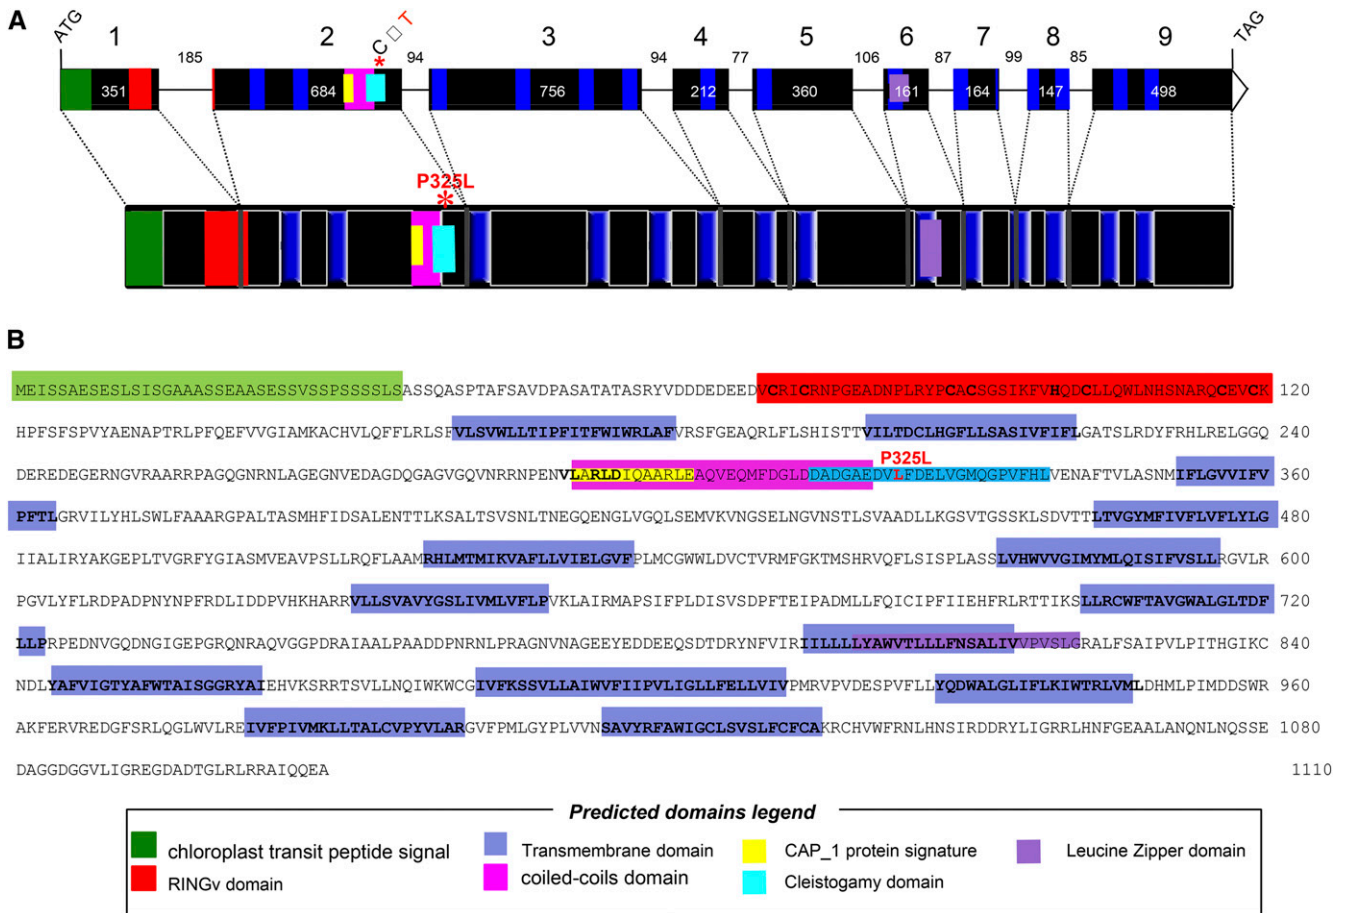 A
ATG
1
2
C □ T
3
4
5
6
7
8
9
TAG
*
185
94
94
77
106
87
99
85
351
684
756
212
360
161
164
147
498
P325L
*
B
MEISSAESESLSISGAAASSEAASESSVSSPSSSSLSASSQASPTAFSAVDPASATATASRYVDDDEDEEDVCRICRNPGEADNPLRYPCACSGSIKFVHQDCLLQWLNHSNARQCEVCK 120
HPFSFSPVYAENAPTRLPFQEFVVGIAMKACHVLQFFLRLSFVLSVWLLTIPFITFWIWRLAFVRSFGEAQRLFLSHISTTVILTDCLHGFLLSASIVFIFLGATSLRDYFRHLRELGGQ 240
P325L
DEREDEGERNGVRAARPAGQGNRNLAGEGNVEDAGDQGAGVGQVNRRNPENVLARLDIQAARLEAQVEQMFDGLDDADGAEDVLFDELVGMQGPVFHLVENAFTVLASNMIFLGVVIFV 360
PFTLGRVILYHLSWLFAAARGPALTASMHFIDSALENTTLKSALTSVSNLTNEGQENGLVGQLSEMVKVNGSELNGVNSTLSVAADLLKGSVTGSSKLSDVTTLTVGYMFIVFLVFLYLG 480
IIALIRYAKGEPLTVGRFYGIASMVEAVPSLLRQFLAAMRHLMTMIKVAFLLVIELGVFPLMCGWWLDVCTVRMFGKTMSHRVQFLSISPLASSLVHWVVGIMYMLQISIFVSLLRGVLR 600
PGVLYFLRDPADPNYNPFRDLIDDPVHKHARRVLLSVAVYGSLIVMLVFLPVKLAIRMAPSIFPLDISVSDPFTEIPADMLLFQICIPFIIEHFRLRTTIKSLLRCWFTAVGWALGLTDF 720
LLPRPEDNVGQDNGIGEPGRQNRAQVGGPDRAIAALPAADDPNRNLPRAGNVNAGEEYEDDEEQSDTDRYNFVIRIILLLLYAWVTLLLFNSALIVVPVSLGRALFSAIPVLPITHGIKC 840
NDLYAFVIGTYAFWTAISGGRYAIEHVKSRRTSVLLNQIWKWCGIVFKSSVLLAIWVFIIPVLIGLLFELLVIVPMRVPVDESPVFLLYQDWALGLIFLKIWTRLVMLDHMLPIMDDSWR 960
AKFERVREDGFSRLQGLWVLREIVFPIVMKLLTALCVPYVLARGVFPMLGYPLVVNSAVYRFAWIGCLSVSLFCFCAKRCHVWFRNLHNSIRDDRYLIGRRLHNFGEAALANQNLNQSSE 1080
DAGGDGGVLIGREGDADTGLRLRRAIQQEA 1110
Predicted domains legend
chloroplast transit peptide signal
Transmembrane domain
CAP_1 protein signature
Leucine Zipper domain
RINGv domain
coiled-coils domain
Cleistogamy domain